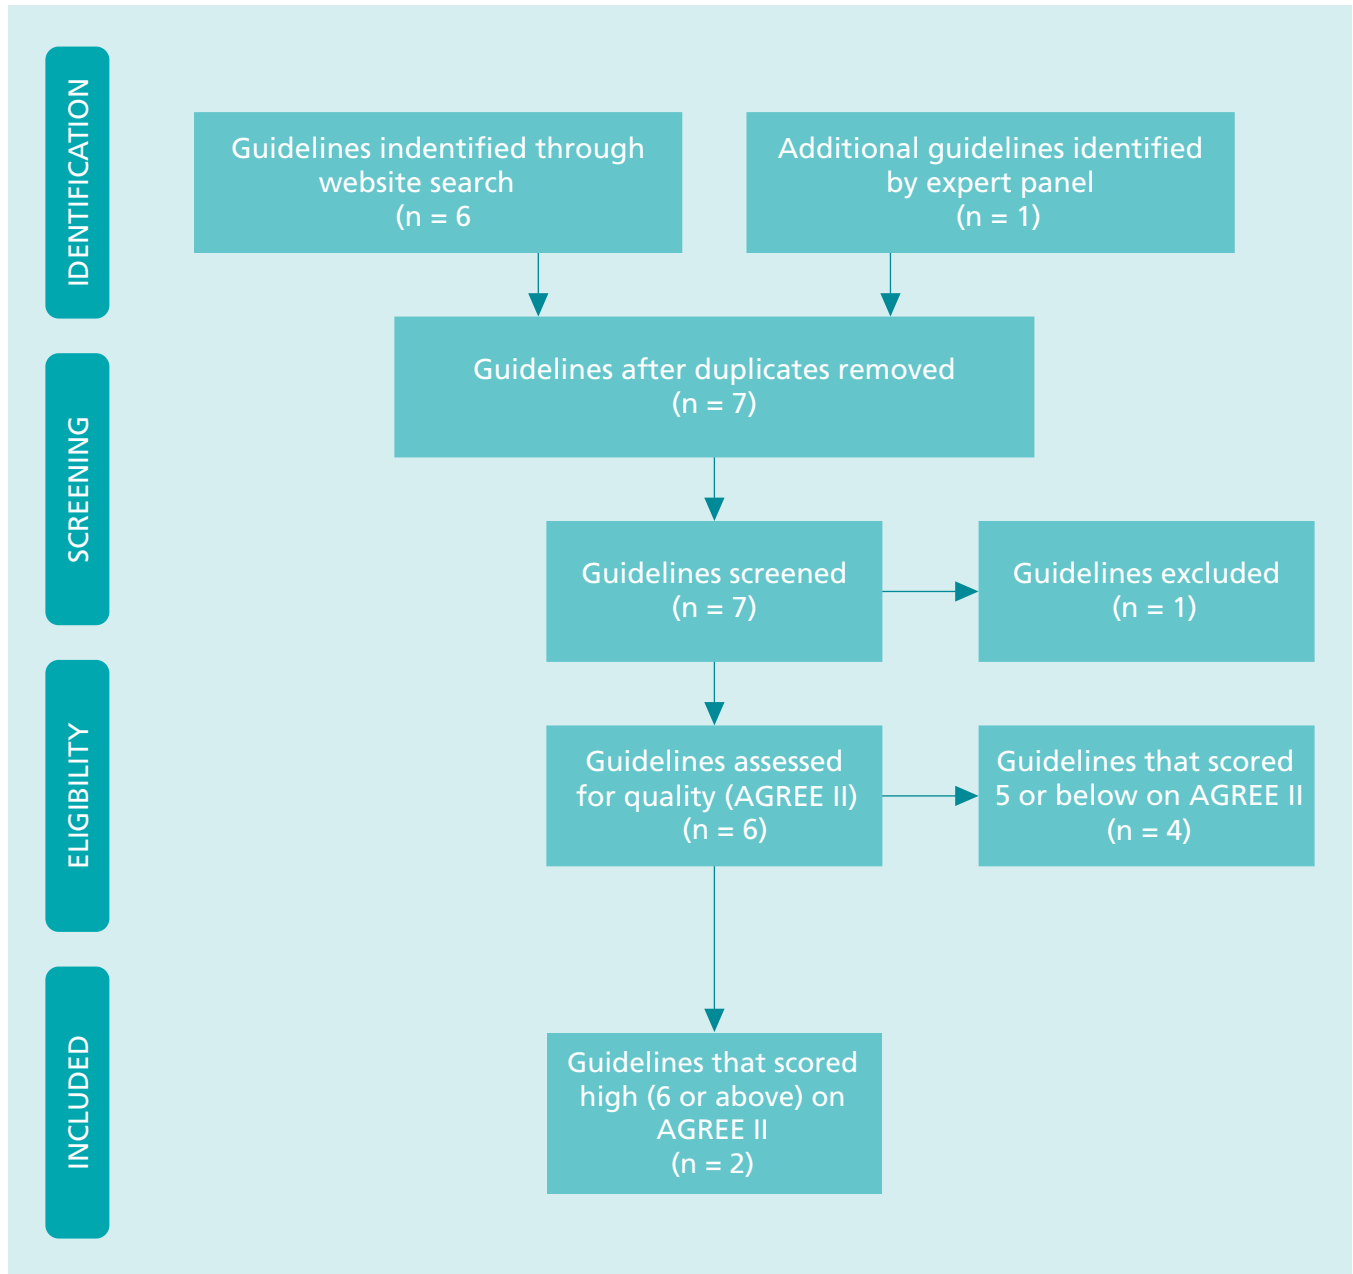 IDENTIFICATION
Guidelines indentified through
website search
(n = 6
Additional guidelines identified
by expert panel
(n = 1)
Guidelines after duplicates removed
(n = 7)
SCREENING
Guidelines screened
(n = 7)
Guidelines excluded
(n = 1)
ELIGIBILITY
Guidelines assessed
for quality (AGREE II)
(n = 6)
Guidelines that scored
5 or below on AGREE II
(n = 4)
INCLUDED
Guidelines that scored
high (6 or above) on
AGREE II
(n = 2)